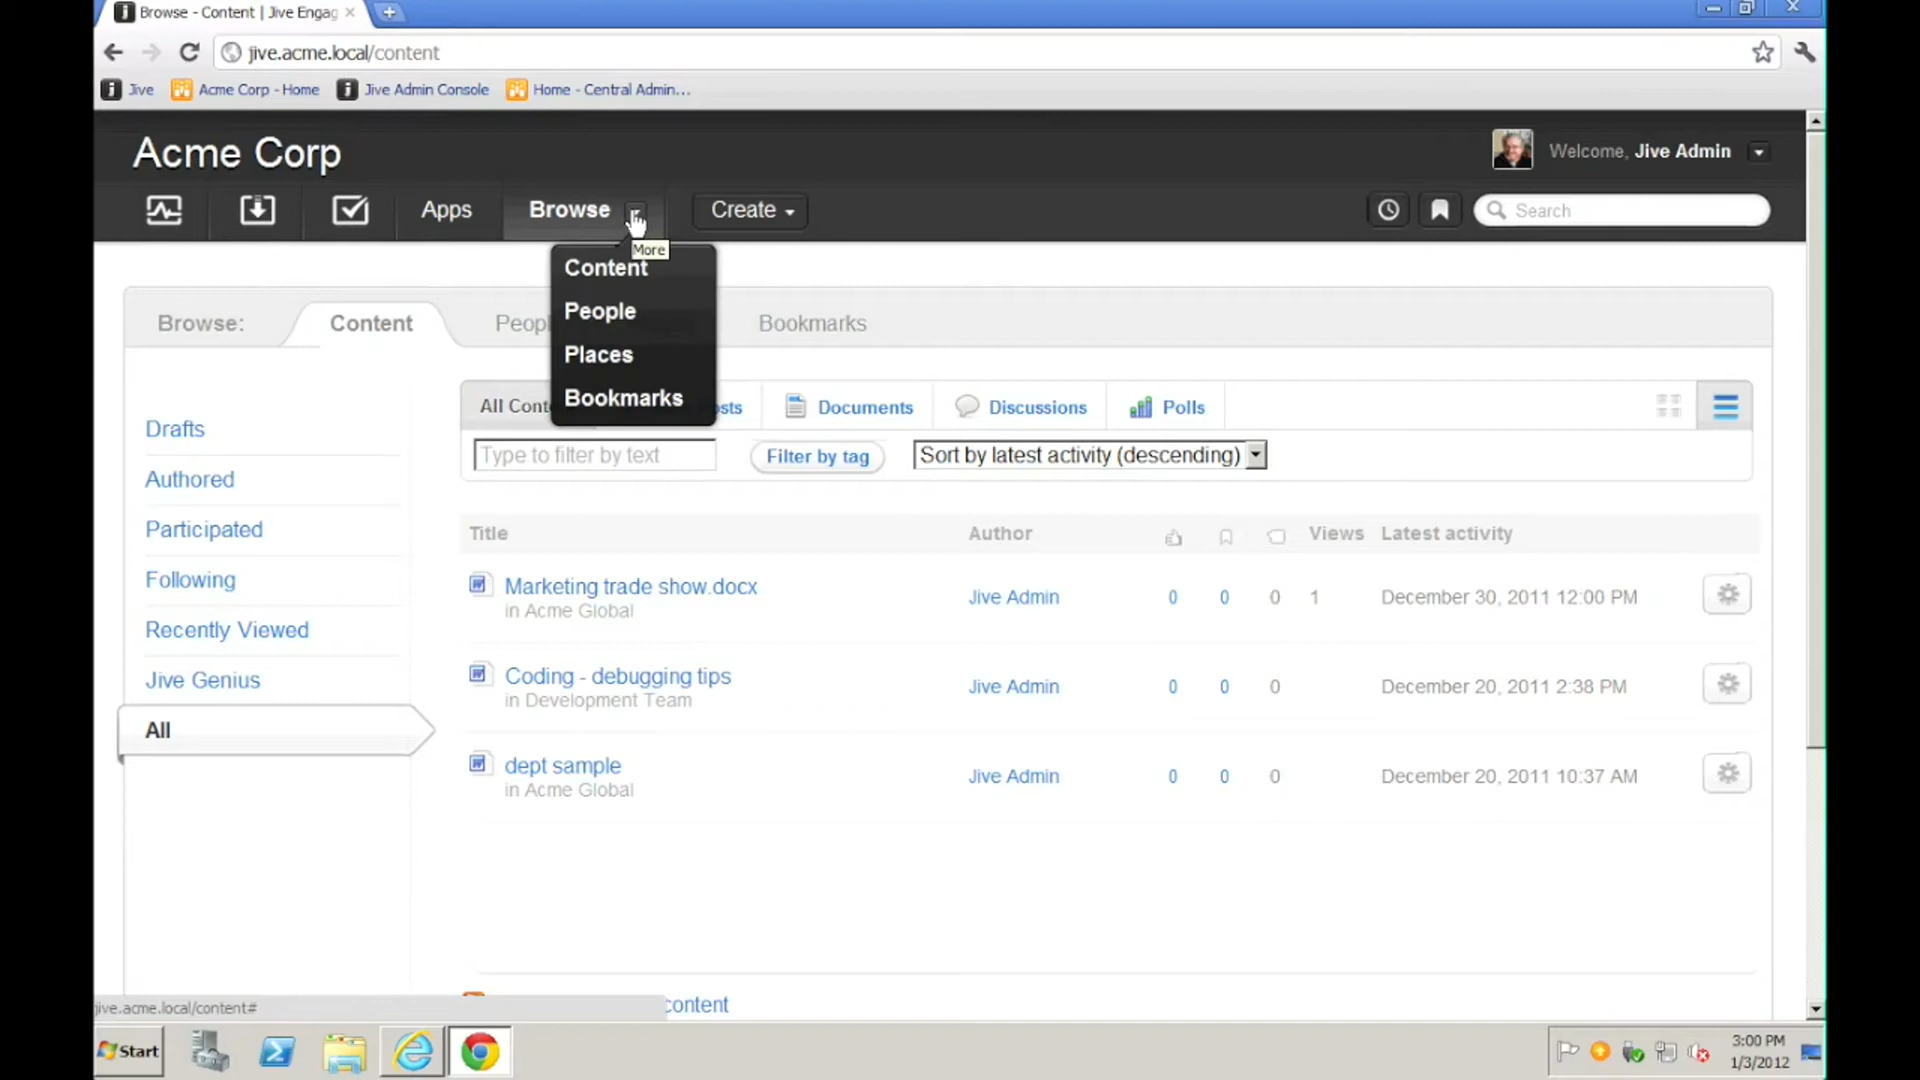 Browse - Content | Jive Engag
jive.acme.local/content
Jive
Acme Corp - Home
Jive Admin Console
Home - Central Admin...
Acme Corp
Welcome, Jive Admin
Apps
Browse
Create
Search
More
Content
People
Places
Bookmarks
Browse:
Content
Bookmarks
Drafts
Authored
Participated
Following
Recently Viewed
Jive Genius
All
Documents
Discussions
Polls
Type to filter by text
Filter by tag
Sort by latest activity (descending)
Title Author Views Latest activity
Marketing trade show.docx Jive Admin 0 0 0 1 December 30, 2011 12:00 PM
in Acme Global
Coding - debugging tips Jive Admin 0 0 0 December 20, 2011 2:38 PM
in Development Team
dept sample Jive Admin 0 0 0 December 20, 2011 10:37 AM
in Acme Global
content
jive.acme.local/content#
Start
3:00 PM
1/3/2012